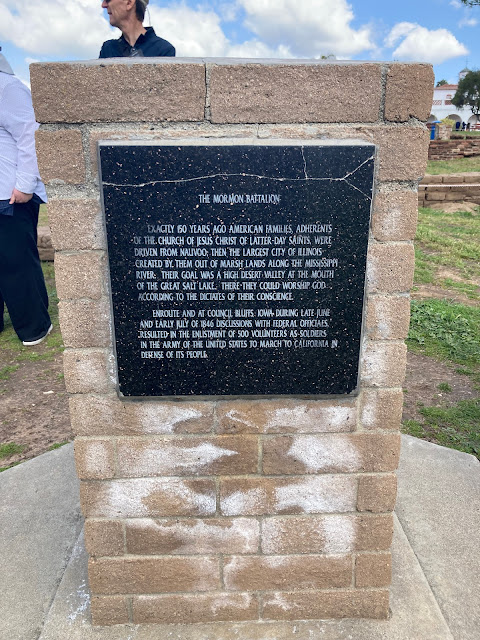 THE MORMON BATTALION
EXACTLY 150 YEARS AGO AMERICAN FAMILIES, ADHERENTS
OF THE CHURCH OF JESUS CHRIST OF LATTER-DAY SAINTS, WERE
DRIVEN FROM NAUVOO; THEN THE LARGEST CITY OF ILLINOIS
CREATED BY THEM OUT OF MARSH LANDS ALONG THE MISSISSIPPI
RIVER. THEIR GOAL WAS A HIGH DESERT VALLEY AT THE MOUTH
OF THE GREAT SALT LAKE. THERE THEY COULD WORSHIP GOD
ACCORDING TO THE DICTATES OF THEIR CONSCIENCE.
ENROUTE AND AT COUNCIL BLUFFS, IOWA DURING LATE JUNE
AND EARLY JULY OF 1846 DISCUSSIONS WITH FEDERAL OFFICIALS,
RESULTED IN THE ENLISTMENT OF 500 VOLUNTEERS AS SOLDIERS
IN THE ARMY OF THE UNITED STATES TO MARCH TO CALIFORNIA IN
DEFENSE OF ITS PEOPLE.